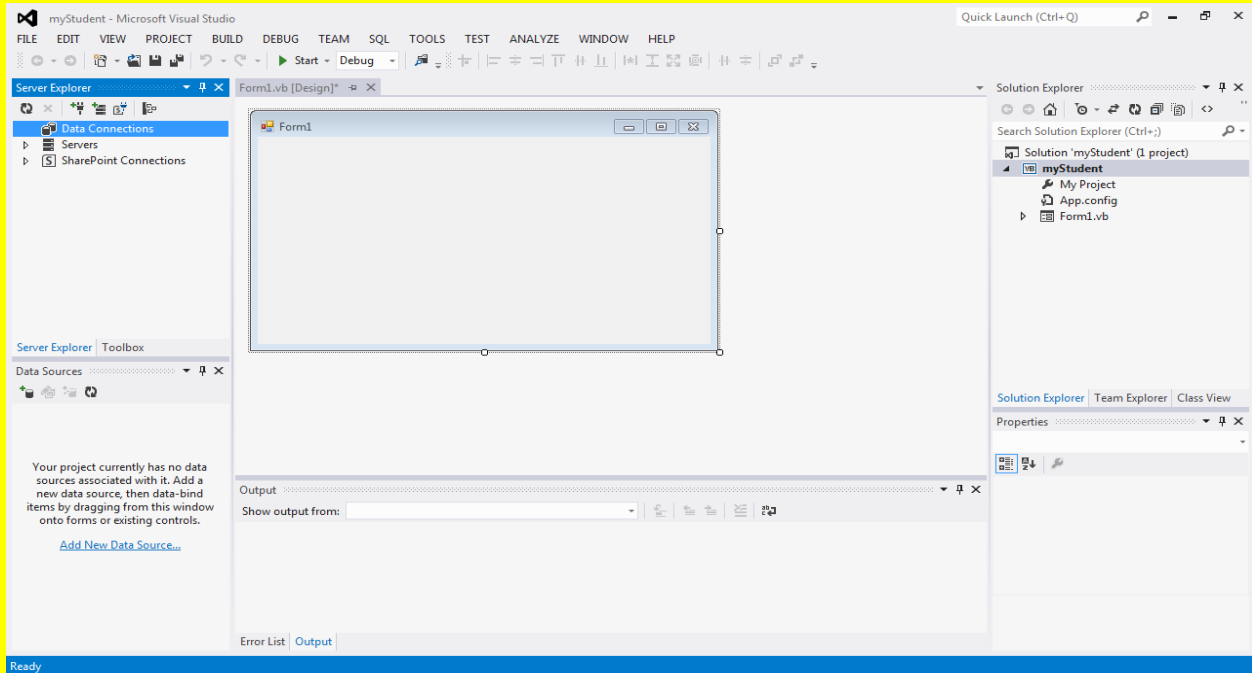 myStudent - Microsoft Visual Studio
Quick Launch (Ctrl+Q)
FILE EDIT VIEW PROJECT BUILD DEBUG TEAM SQL TOOLS TEST ANALYZE WINDOW HELP
Start Debug
Server Explorer
Data Connections
Servers
SharePoint Connections
Server Explorer Toolbox
Data Sources
Your project currently has no data
sources associated with it. Add a
new data source, then data-bind
items by dragging from this window
onto forms or existing controls.
Add New Data Source...
Form1.vb [Design]*
Form1
Output
Show output from:
Error List Output
Solution Explorer
Search Solution Explorer (Ctrl+;)
Solution 'myStudent' (1 project)
VB myStudent
My Project
App.config
Form1.vb
Solution Explorer Team Explorer Class View
Properties
Ready